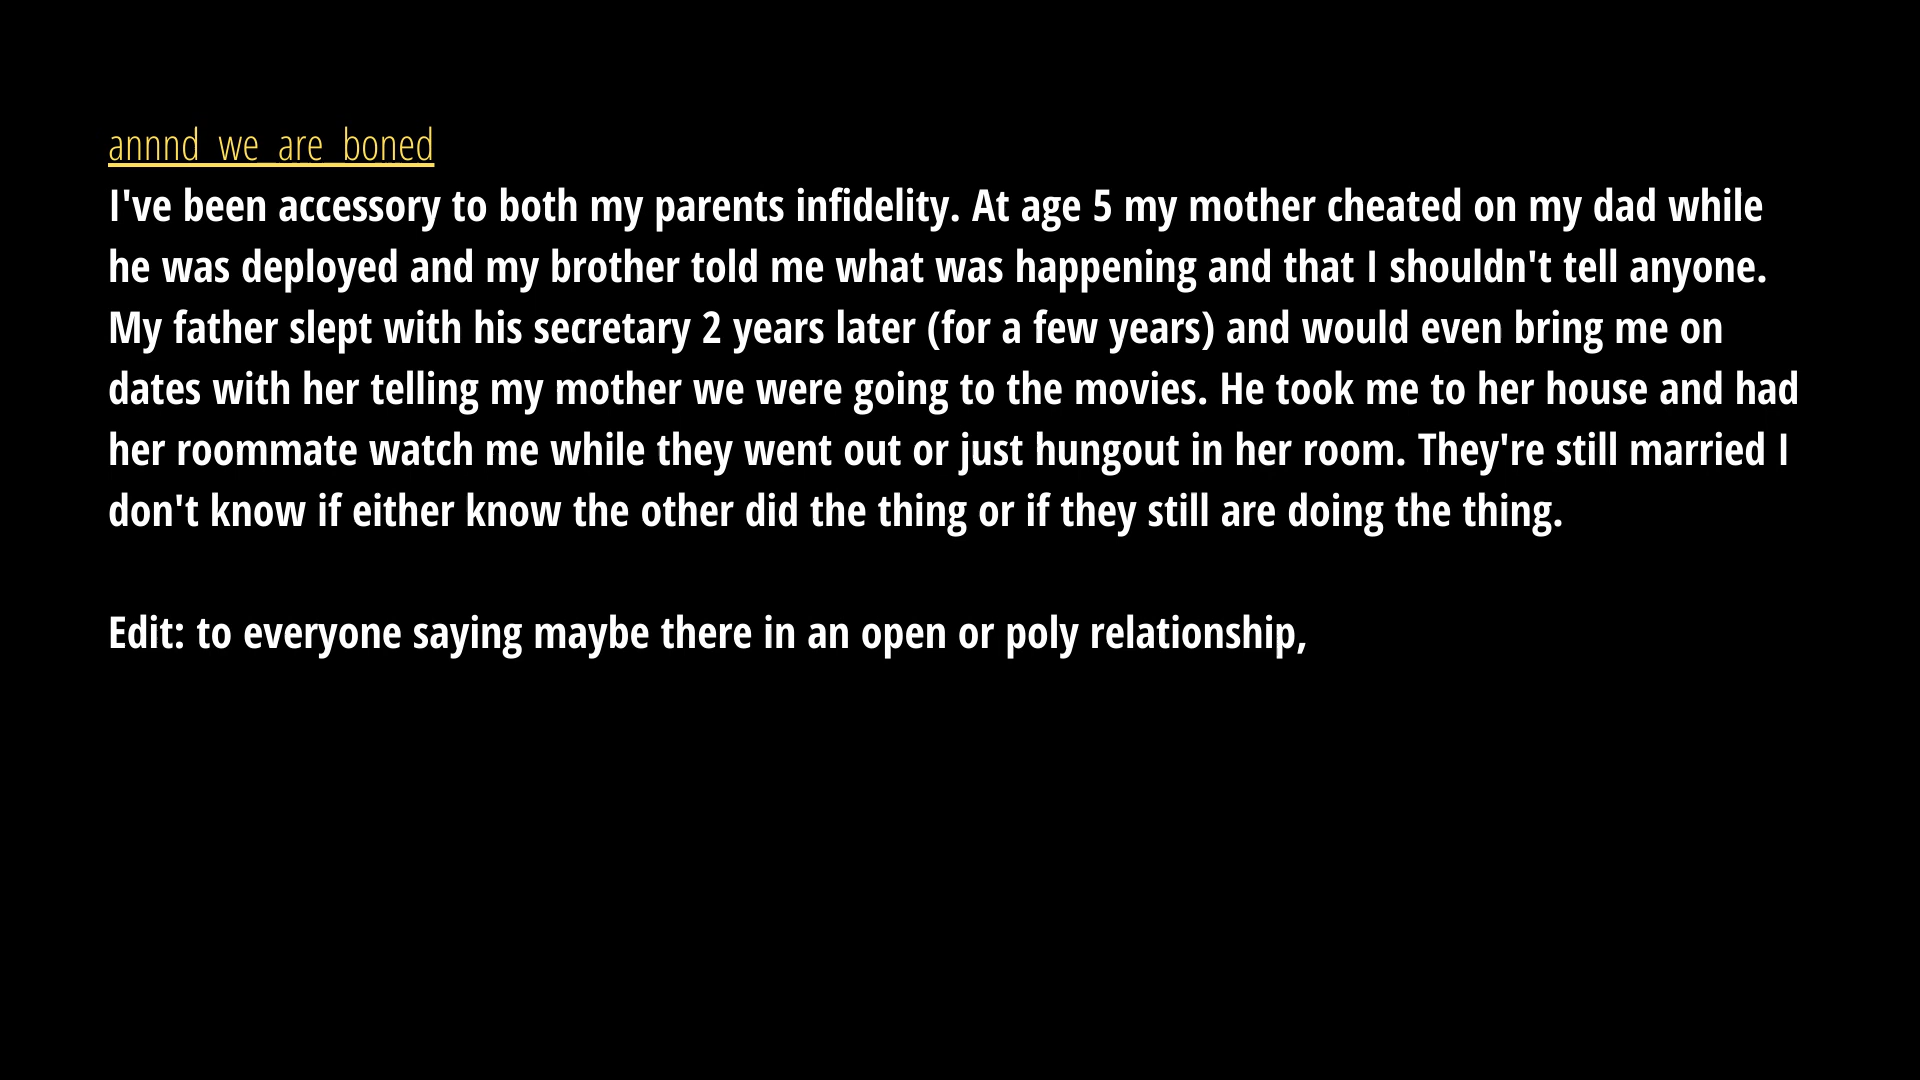 annnd_we_are_boned
I've been accessory to both my parents infidelity. At age 5 my mother cheated on my dad while
he was deployed and my brother told me what was happening and that I shouldn't tell anyone.
My father slept with his secretary 2 years later (for a few years) and would even bring me on
dates with her telling my mother we were going to the movies. He took me to her house and had
her roommate watch me while they went out or just hungout in her room. They're still married I
don't know if either know the other did the thing or if they still are doing the thing.
Edit: to everyone saying maybe there in an open or poly relationship,